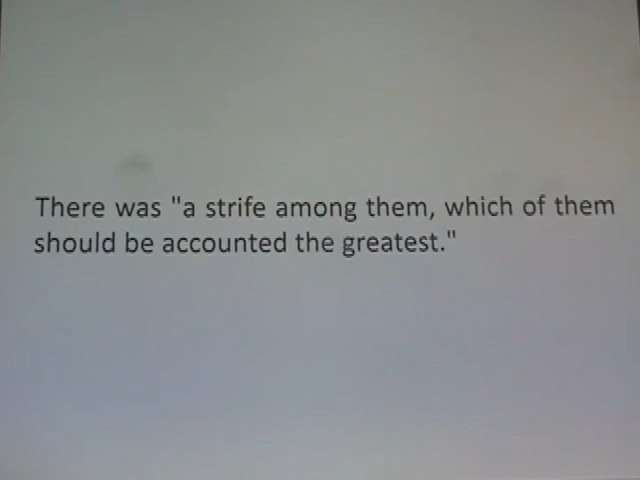 There was "a strife among them, which of them
should be accounted the greatest."